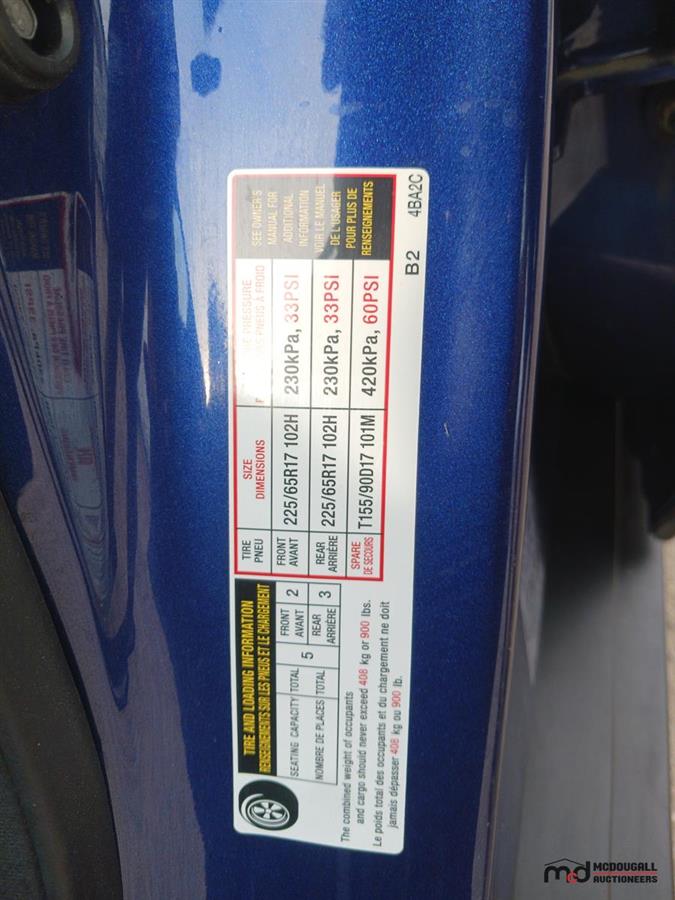 TIRE AND LOADING INFORMATION
RENSEIGNEMENTS SUR LES PNEUS ET LE CHARGEMENT
SEATING CAPACITY TOTAL 5 FRONT AVANT 2
NOMBRE DE PLACES TOTAL REAR ARRIÈRE 3
The combined weight of occupants
and cargo should never exceed 408 kg or 900 lbs.
Le poids total des occupants et du chargement ne doit
jamais dépasser 408 kg ou 900 lb.
TIRE PNEU SIZE DIMENSIONS PRESSURE PNEUS À FROID
FRONT AVANT 225/65R17 102H 230kPa, 33PSI
REAR ARRIÈRE 225/65R17 102H 230kPa, 33PSI
SPARE DE SECOURS T155/90D17 101M 420kPa, 60PSI
SEE OWNER'S
MANUAL FOR
ADDITIONAL
INFORMATION
VOIR LE MANUEL
DE L'USAGER
POUR PLUS DE
RENSEIGNEMENTS
B2 4BA2C
mcd MCDOUGALL
AUCTIONEERS